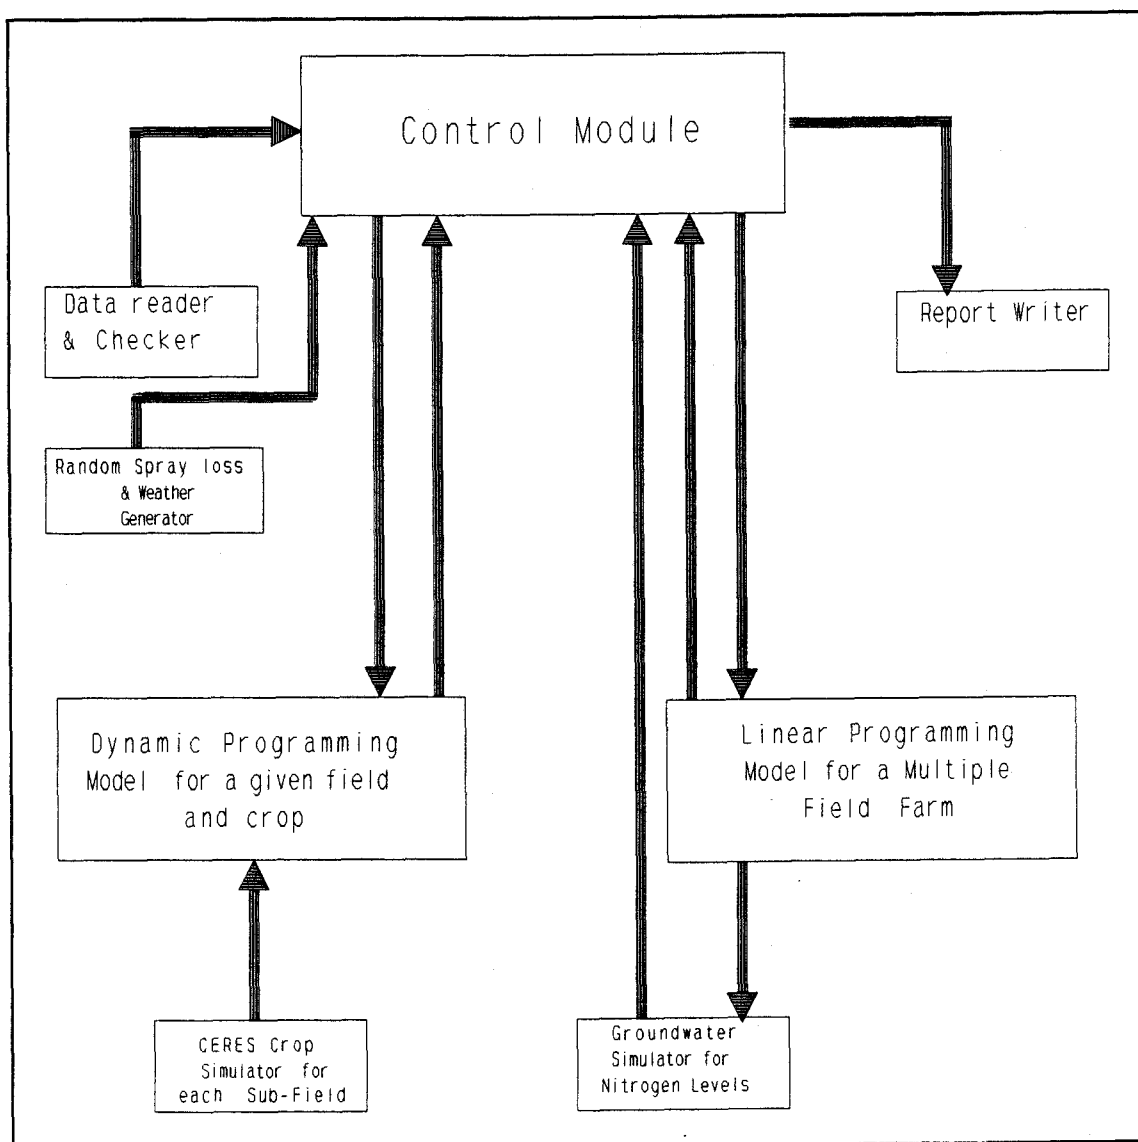 Control Module
Data reader
& Checker
Report Writer
Random Spray loss
& Weather
Generator
Dynamic Programming
Model for a given field
and crop
Linear Programming
Model for a Multiple
Field Farm
CERES Crop
Simulator for
each Sub-Field
Groundwater
Simulator for
Nitrogen Levels